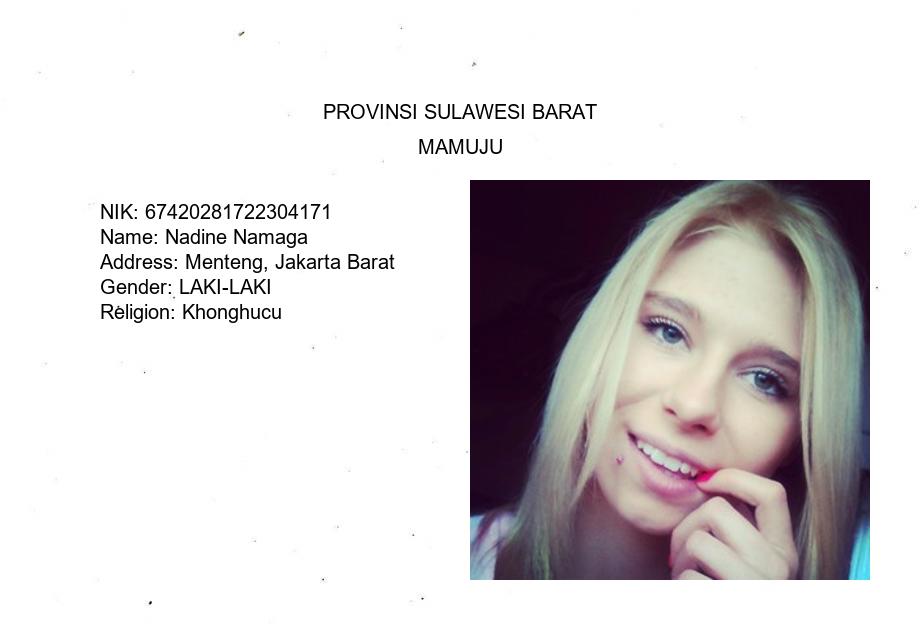 PROVINSI SULAWESI BARAT
MAMUJU
NIK: 67420281722304171
Name: Nadine Namaga
Address: Menteng, Jakarta Barat
Gender: LAKI-LAKI
Religion: Khonghucu